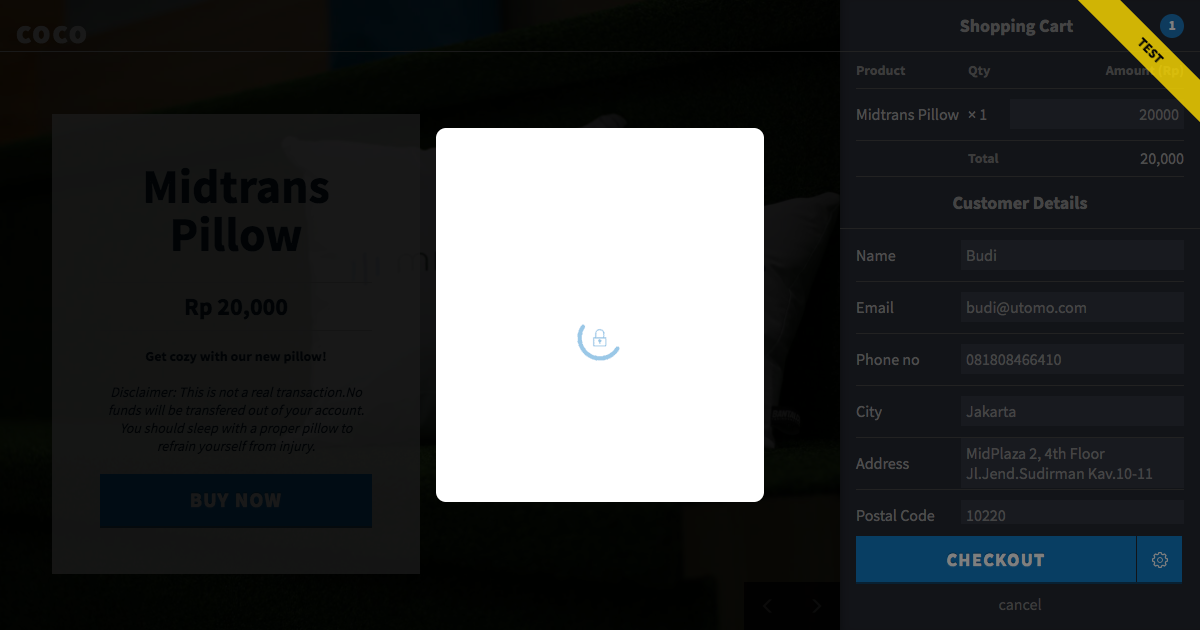 COCO
Midtrans
Pillow
Rp 20,000
Get cozy with our new pillow!
Disclaimer: This is not a real transaction.No
funds will be transfered out of your account.
You should sleep with a proper pillow to
refrain yourself from injury.
BUY NOW
Shopping Cart 1
TEST
Product Qty Amount (Rp)
Midtrans Pillow × 1 20000
Total 20,000
Customer Details
Name Budi
Email budi@utomo.com
Phone no 081808466410
City Jakarta
Address MidPlaza 2, 4th Floor
Jl.Jend.Sudirman Kav.10-11
Postal Code 10220
CHECKOUT
cancel